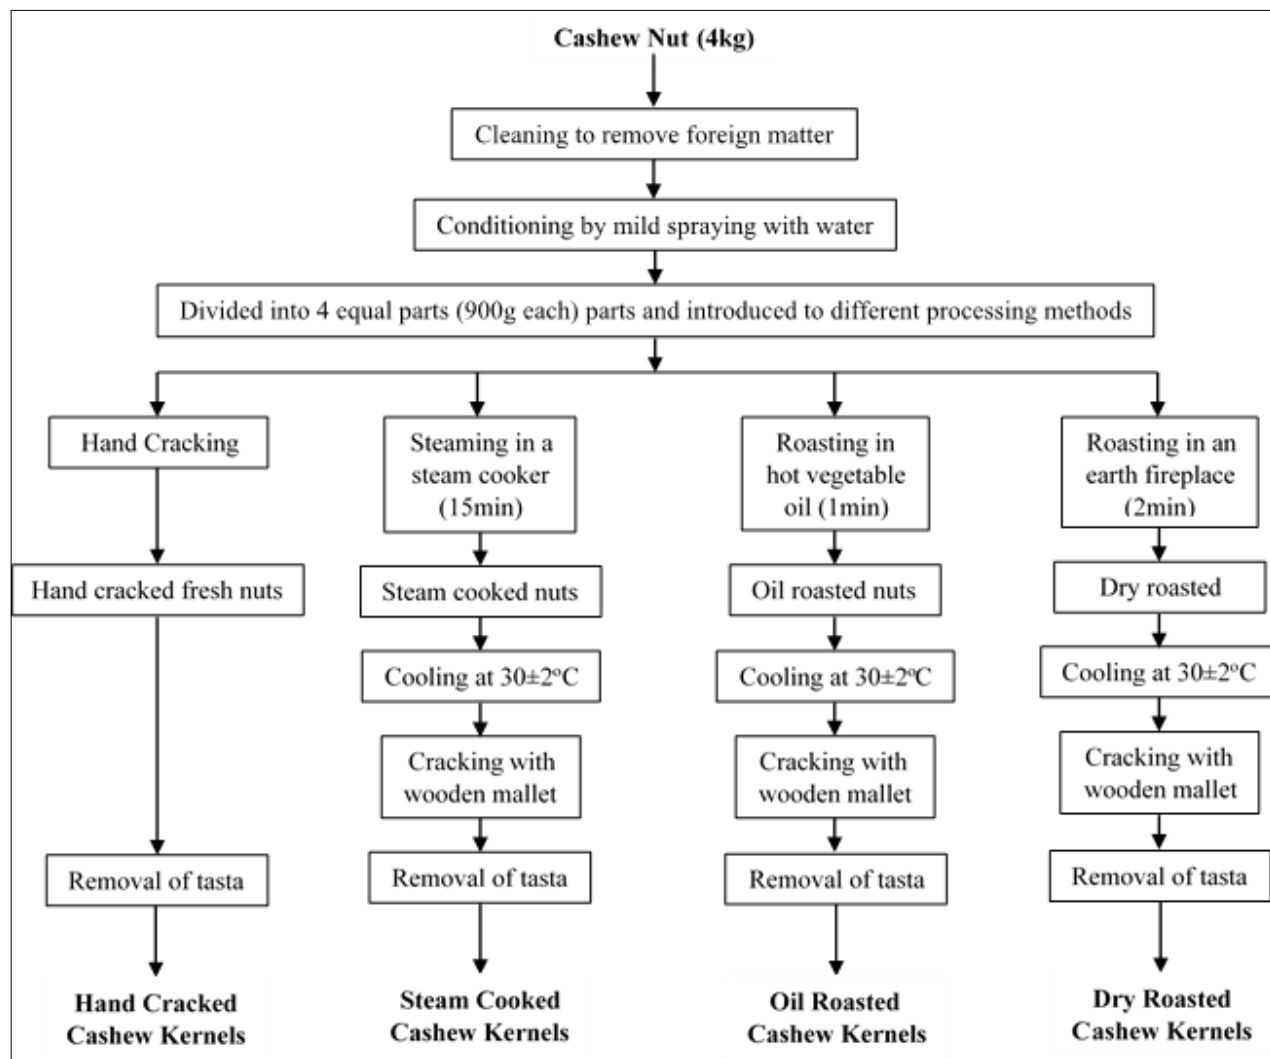 Cashew Nut (4kg)
Cleaning to remove foreign matter
Conditioning by mild spraying with water
Divided into 4 equal parts (900g each) parts and introduced to different processing methods
Hand Cracking
Hand cracked fresh nuts
Removal of tasta
Hand Cracked
Cashew Kernels
Steaming in a
steam cooker
(15min)
Steam cooked nuts
Cooling at 30±2ºC
Cracking with
wooden mallet
Removal of tasta
Steam Cooked
Cashew Kernels
Roasting in
hot vegetable
oil (1min)
Oil roasted nuts
Cooling at 30±2ºC
Cracking with
wooden mallet
Removal of tasta
Oil Roasted
Cashew Kernels
Roasting in an
earth fireplace
(2min)
Dry roasted
Cooling at 30±2ºC
Cracking with
wooden mallet
Removal of tasta
Dry Roasted
Cashew Kernels